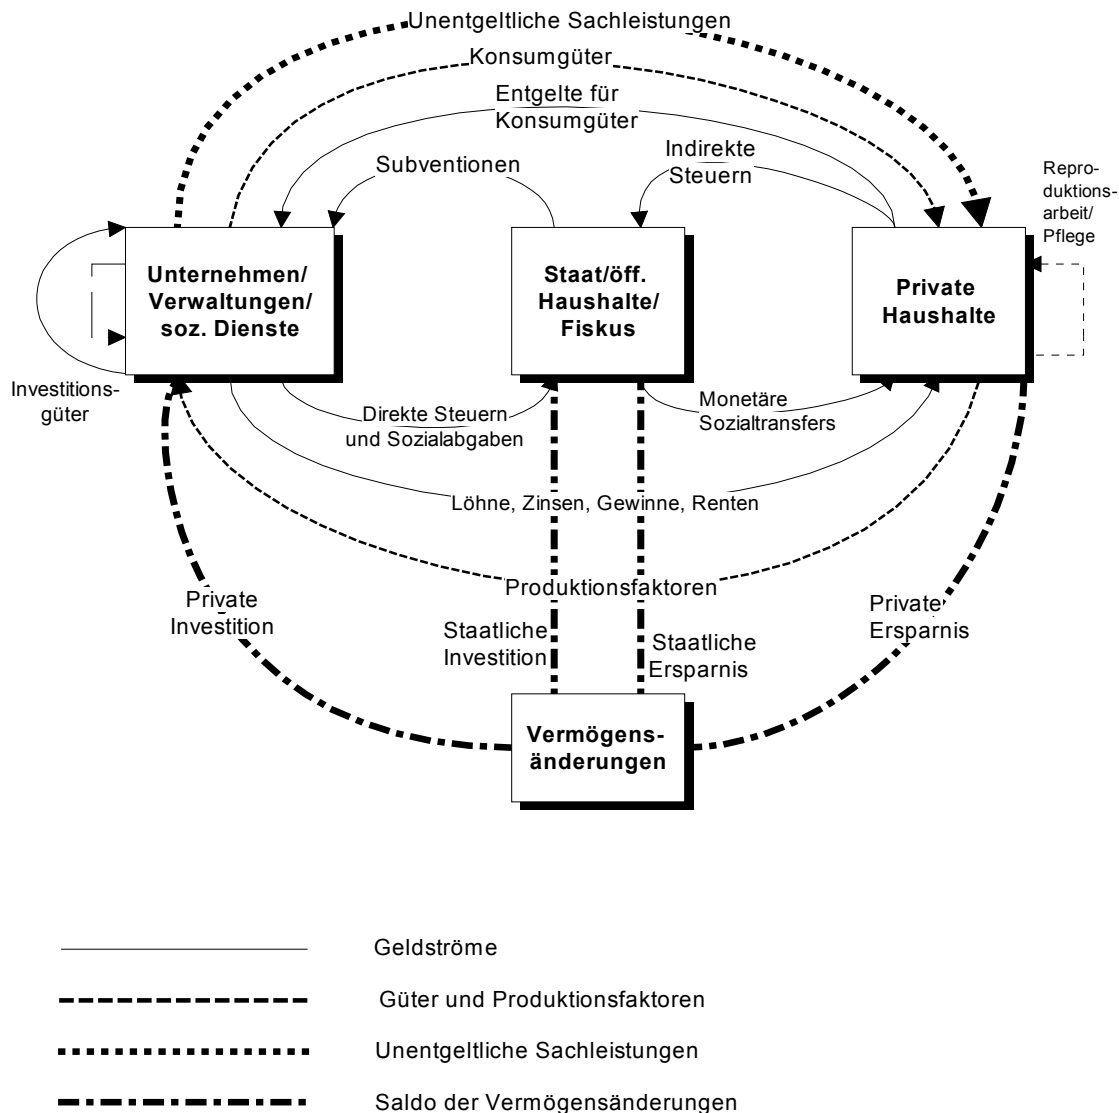 Unentgeltliche Sachleistungen
Konsumgüter
Entgelte für
Konsumgüter
Subventionen
Indirekte
Steuern
Repro-
duktions-
arbeit/
Pflege
Unternehmen/
Verwaltungen/
soz. Dienste
Staat/öff.
Haushalte/
Fiskus
Private
Haushalte
Investitions-
güter
Direkte Steuern
und Sozialabgaben
Monetäre
Sozialtransfers
Löhne, Zinsen, Gewinne, Renten
Produktionsfaktoren
Private
Investition
Staatliche
Investition
Staatliche
Ersparnis
Private
Ersparnis
Vermögens-
änderungen
Geldströme
Güter und Produktionsfaktoren
Unentgeltliche Sachleistungen
Saldo der Vermögensänderungen